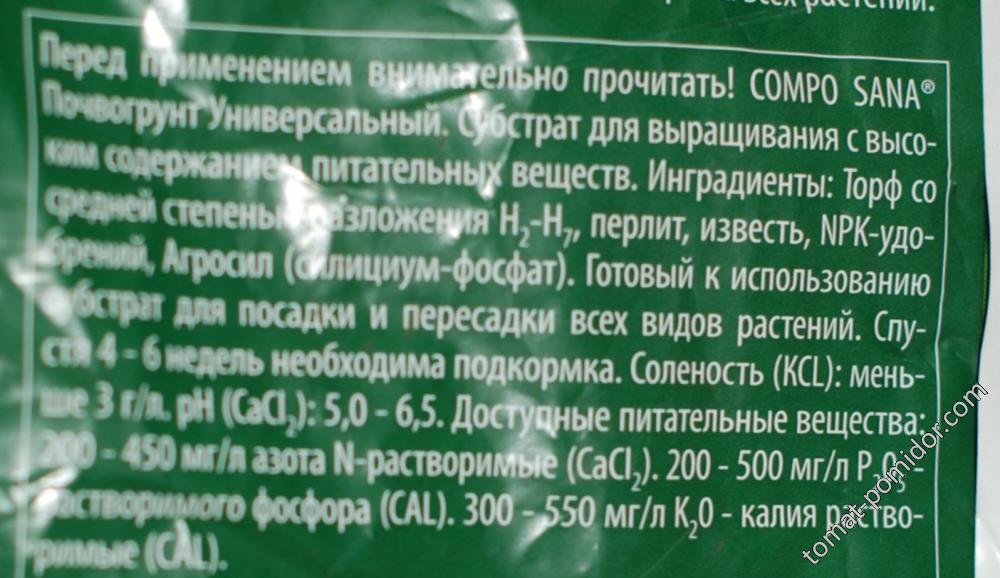 всех растений.
Перед применением внимательно прочитать! COMPO SANA®
Почвогрунт Универсальный. Субстрат для выращивания с высо-
ким содержанием питательных веществ. Инградиенты: Торф со
средней степенью разложения H₂-H₇, перлит, известь, NPK-удо-
брений, Агросил (силициум-фосфат). Готовый к использованию
субстрат для посадки и пересадки всех видов растений. Спу-
стя 4 - 6 недель необходима подкормка. Соленость (KCL): мень-
ше 3 г/л. pH (CaCl₂): 5,0 - 6,5. Доступные питательные вещества:
200 - 450 мг/л азота N-растворимые (CaCl₂). 200 - 500 мг/л P₂O₅ -
растворимого фосфора (CAL). 300 - 550 мг/л K₂0 - калия раство-
римые (CAL).
tomat-pomidor.com